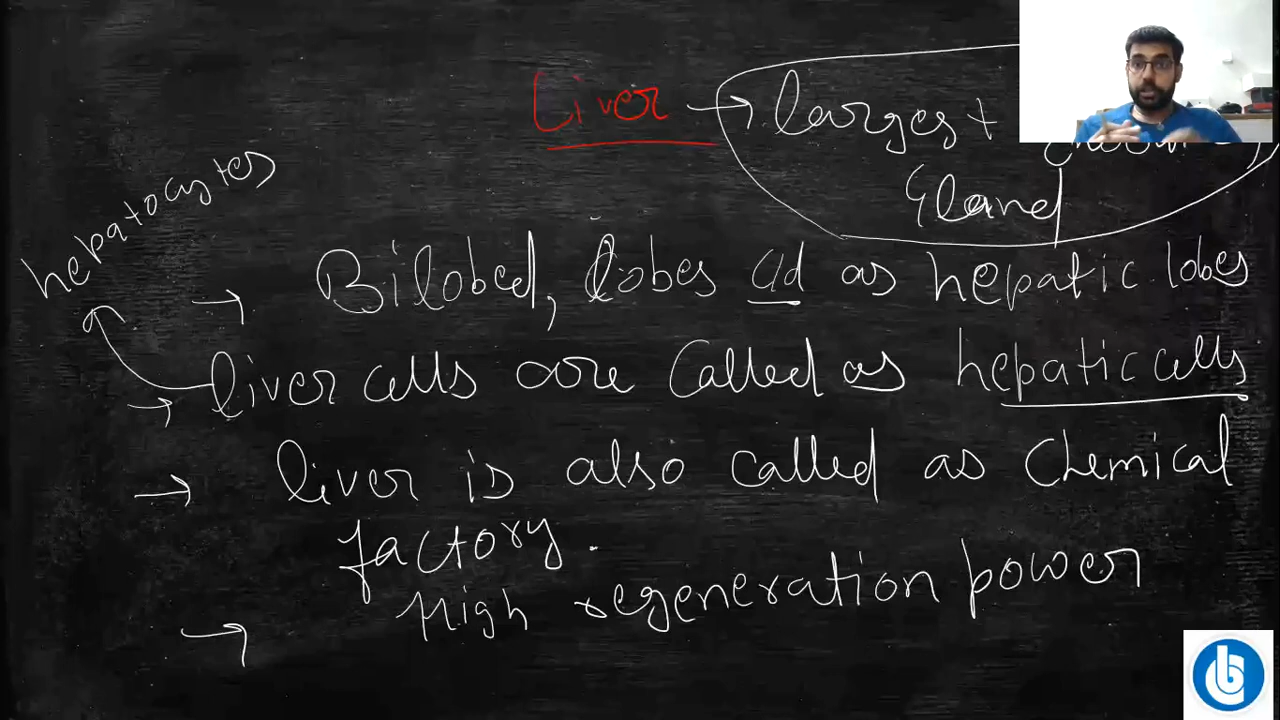 Liver → largest
Gland
hepatocytes
→ Bilobed, lobes cld as hepatic lobes
→ liver cells are called as hepatic cells
→ liver is also called as Chemical
factory.
→ High regeneration power